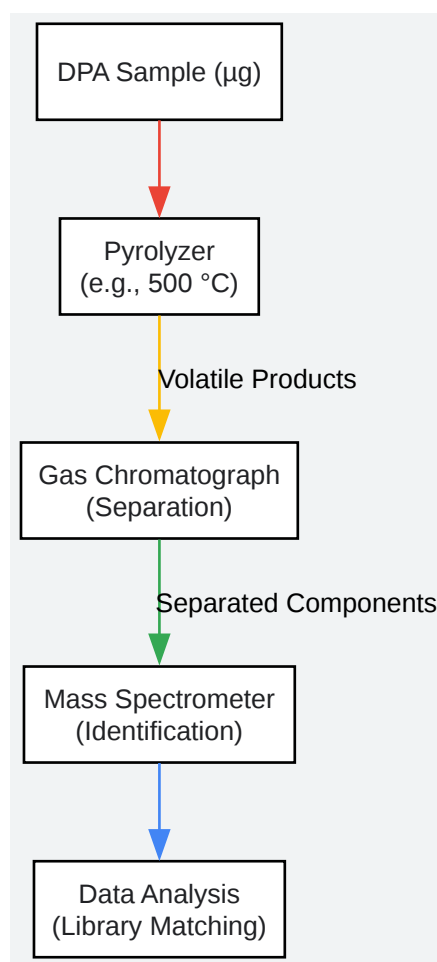 DPA Sample (µg)
Pyrolyzer
(e.g., 500 °C)
Volatile Products
Gas Chromatograph
(Separation)
Separated Components
Mass Spectrometer
(Identification)
Data Analysis
(Library Matching)